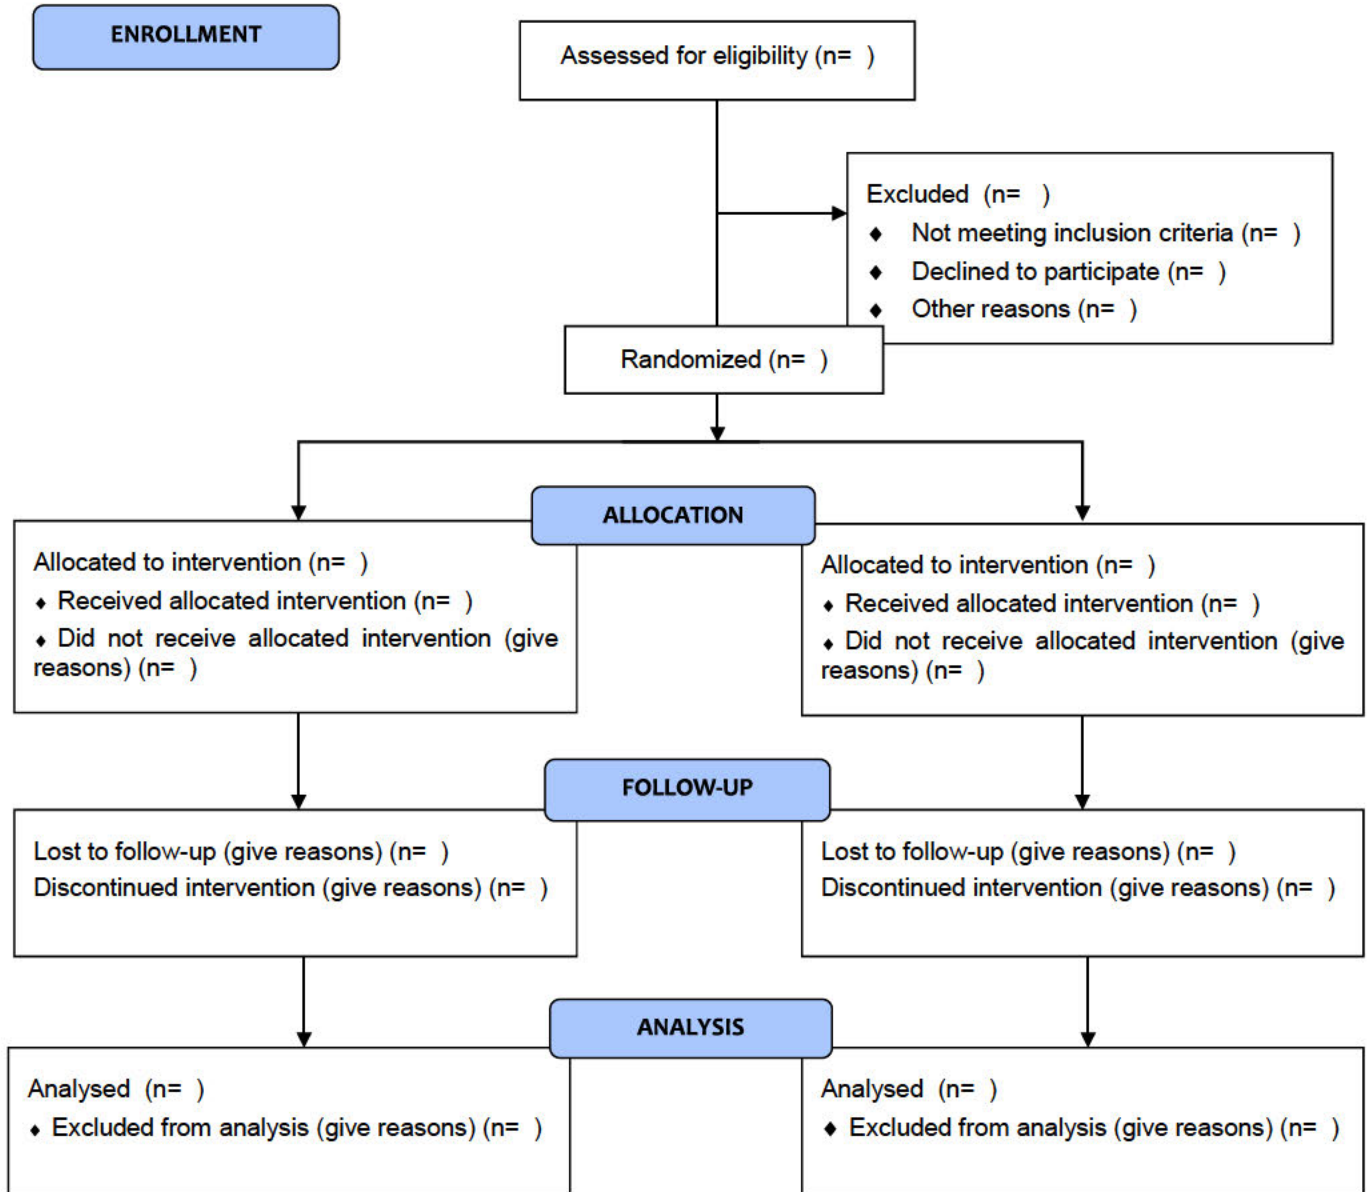 ENROLLMENT
Assessed for eligibility (n=  )
Excluded  (n=   )
♦ Not meeting inclusion criteria (n=  )
♦ Declined to participate (n=  )
♦ Other reasons (n=  )
Randomized (n=  )
ALLOCATION
Allocated to intervention (n=  )
♦ Received allocated intervention (n=  )
♦ Did not receive allocated intervention (give
reasons) (n=  )
Allocated to intervention (n=  )
♦ Received allocated intervention (n=  )
♦ Did not receive allocated intervention (give
reasons) (n=  )
FOLLOW-UP
Lost to follow-up (give reasons) (n=  )
Discontinued intervention (give reasons) (n=  )
Lost to follow-up (give reasons) (n=  )
Discontinued intervention (give reasons) (n=  )
ANALYSIS
Analysed  (n=  )
♦ Excluded from analysis (give reasons) (n=  )
Analysed  (n=  )
♦ Excluded from analysis (give reasons) (n=  )